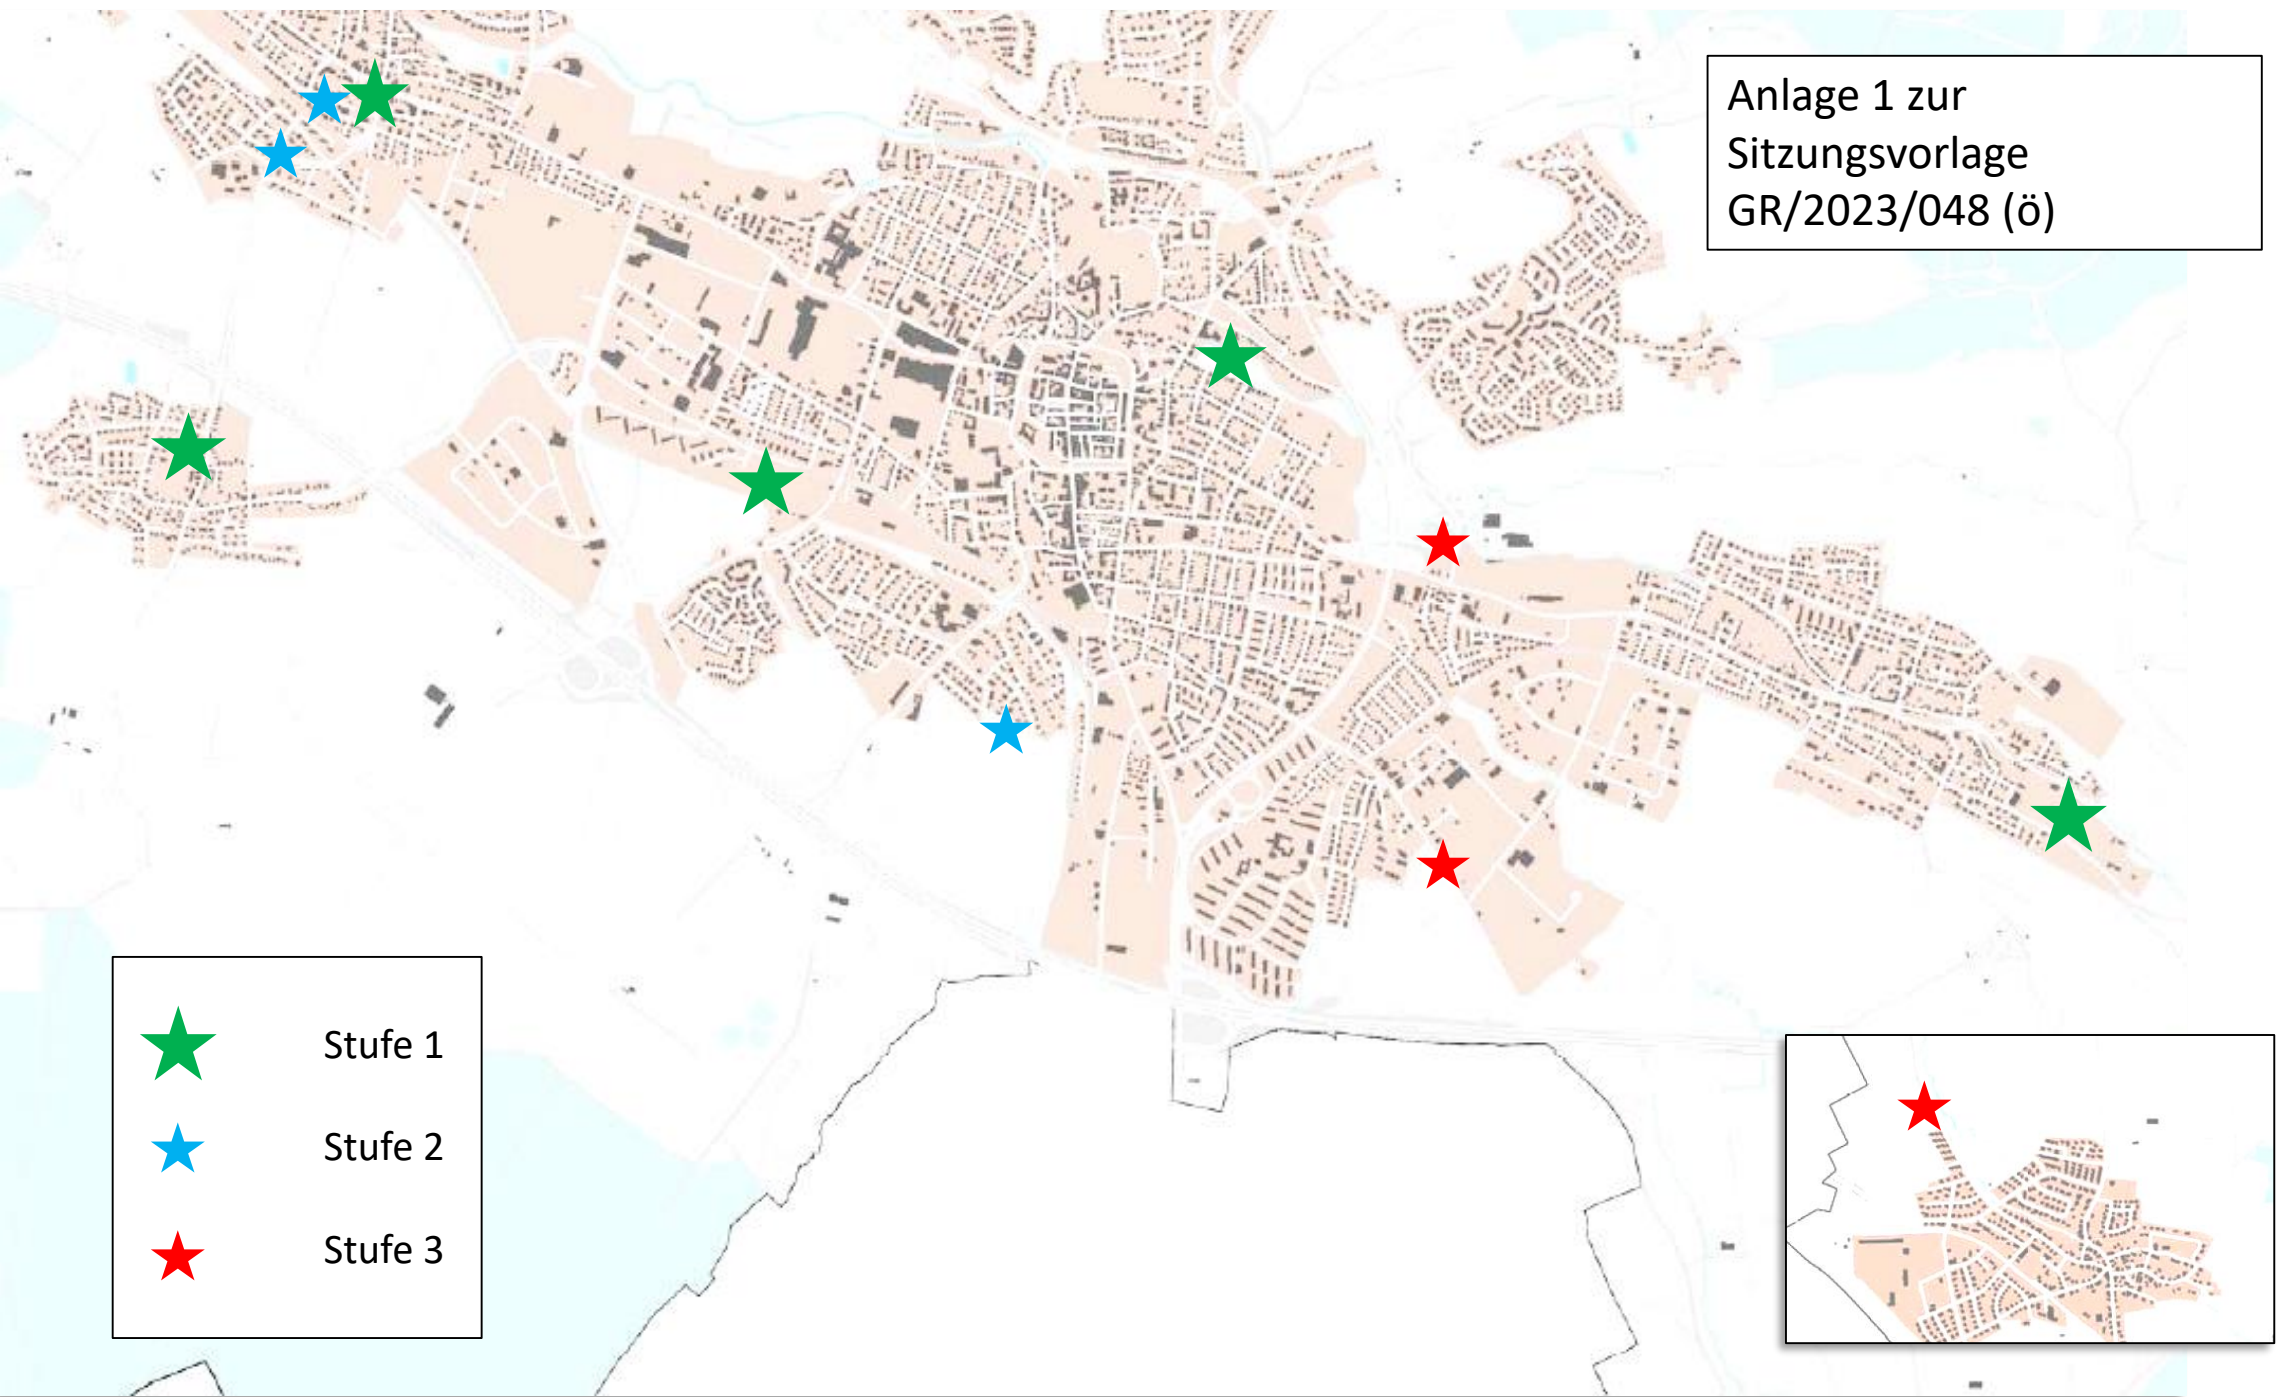 Anlage 1 zur
Sitzungsvorlage
GR/2023/048 (ö)
Stufe 1
Stufe 2
Stufe 3